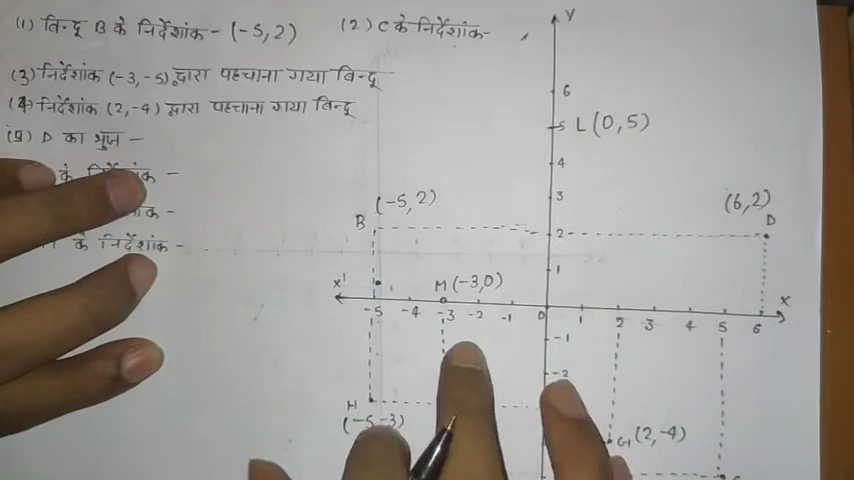 (1) बिन्दू B के निर्देशांक - (-5,2)
(2) C के निर्देशांक-
(3) निर्देशांक (-3,-5) द्वारा पहचाना गया बिन्दू
(4) निर्देशांक (2,-4) द्वारा पहचाना गया बिन्दू
(5) D का भुज -
के निर्देशांक -
के निर्देशांक -
Y
6
5 L(0,5)
4
3
(-5,2)
(6,2)
B
D
2
1
X'
M(-3,0)
X
-5 -4 -3 -2 -1 0 1 2 3 4 5 6
-1
-2
H
(-5-3)
G(2,-4)